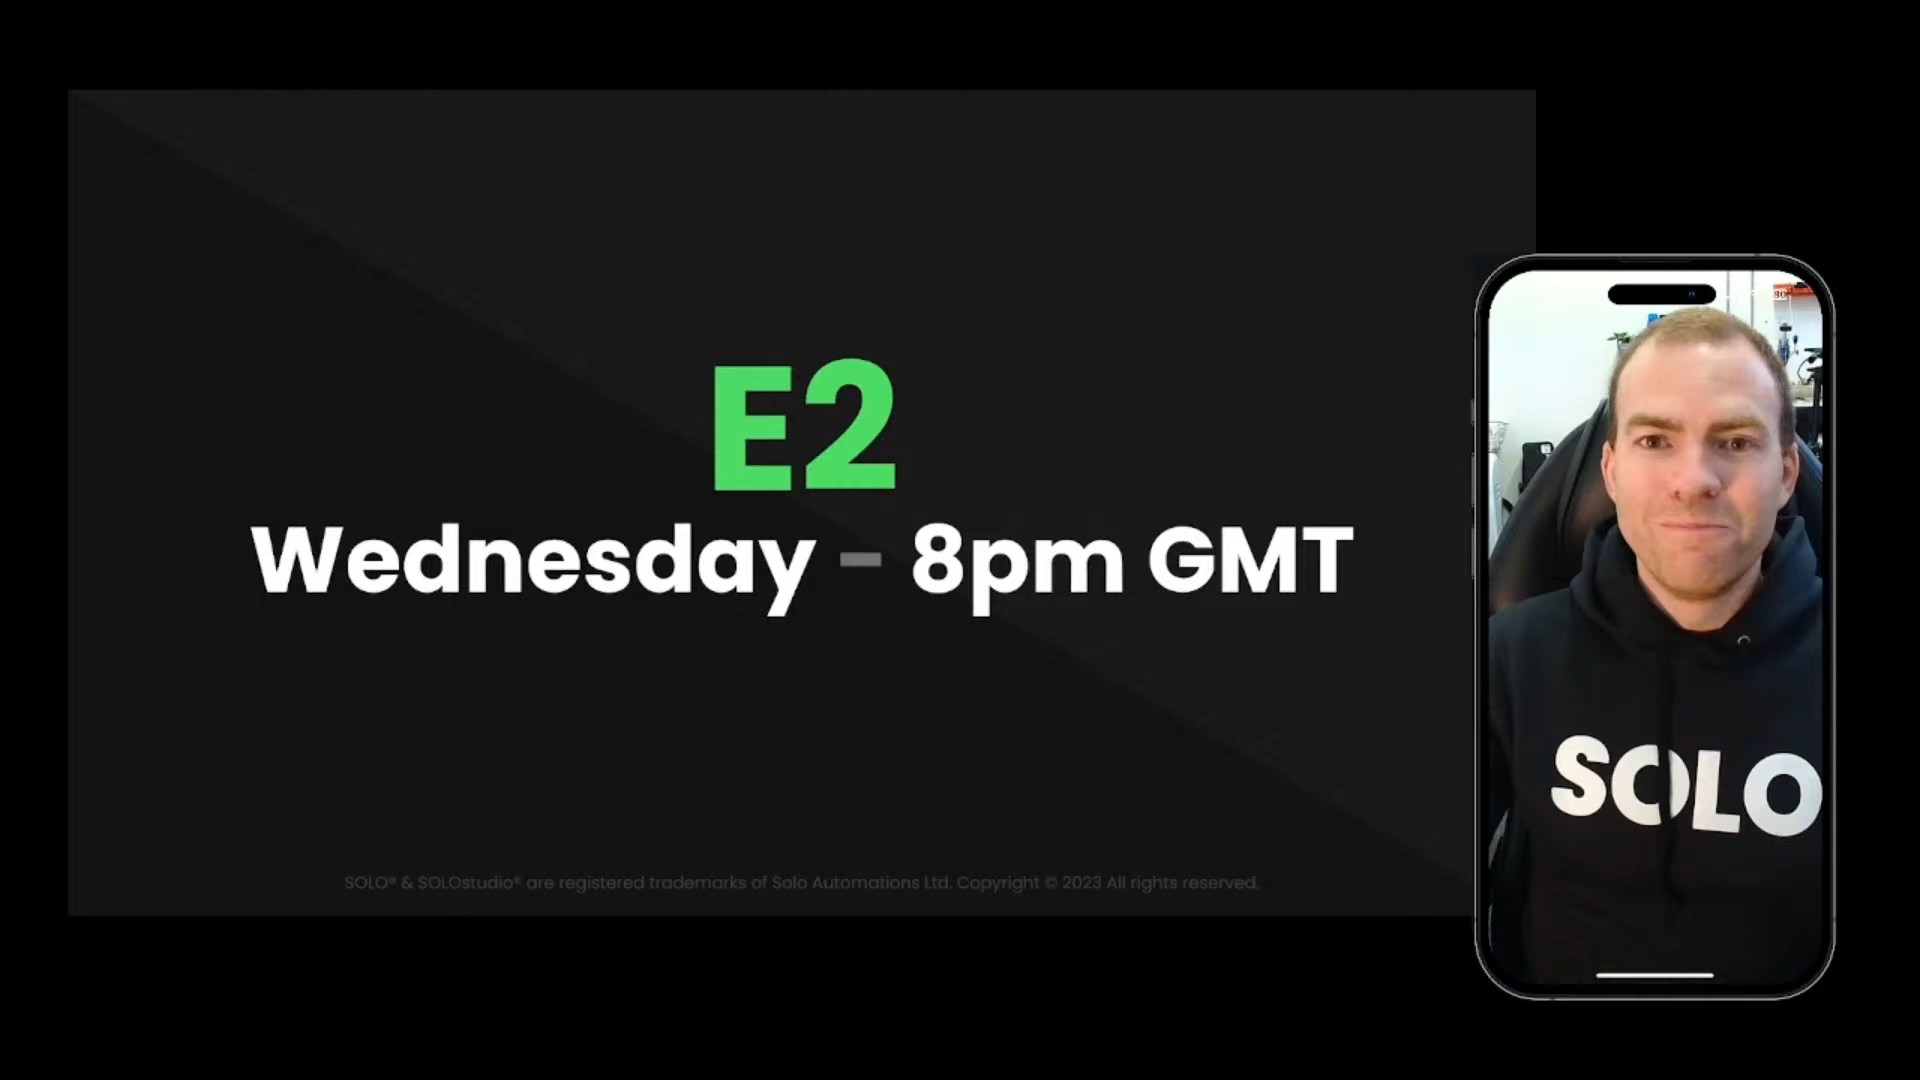 E2
Wednesday - 8pm GMT
SOLO
SOLO® & SOLOstudio® are registered trademarks of Solo Automations Ltd. Copyright © 2023 All rights reserved.